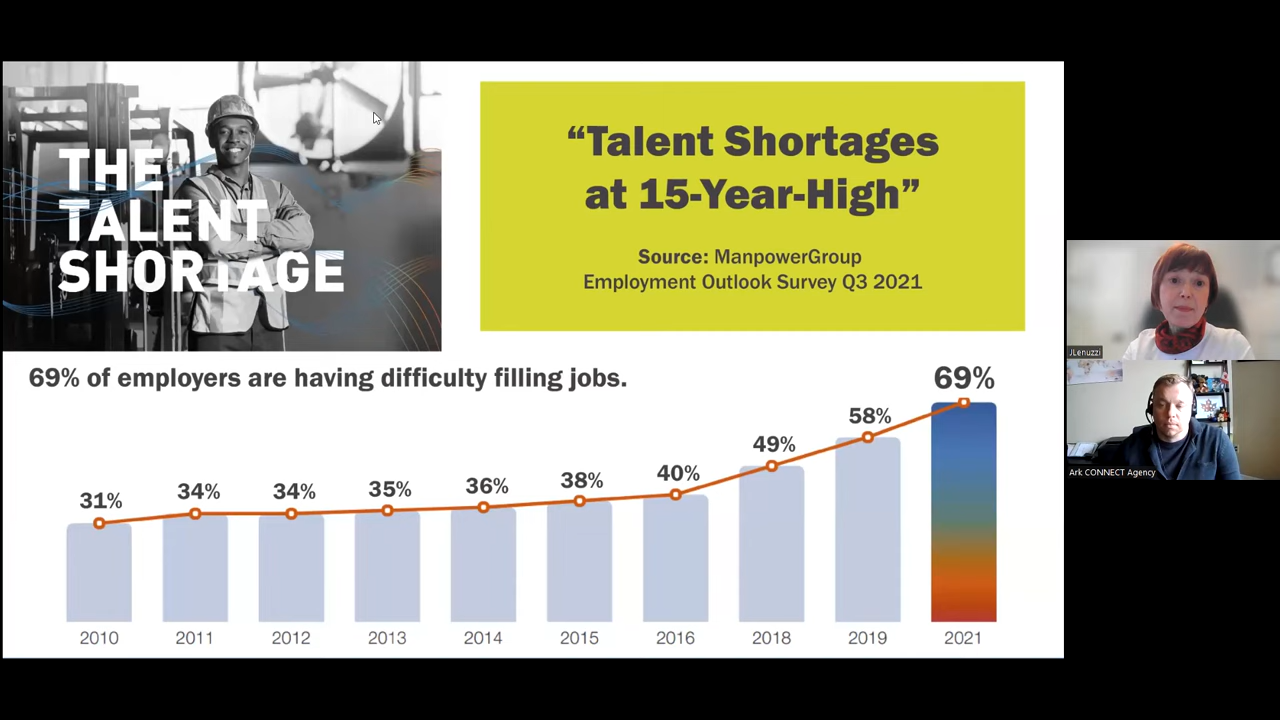 THE
TALENT
SHORTAGE
“Talent Shortages
at 15-Year-High”
Source: ManpowerGroup
Employment Outlook Survey Q3 2021
69% of employers are having difficulty filling jobs.
31%
34%
34%
35%
36%
38%
40%
49%
58%
69%
2010
2011
2012
2013
2014
2015
2016
2018
2019
2021
JLenuzzi
Ark CONNECT Agency